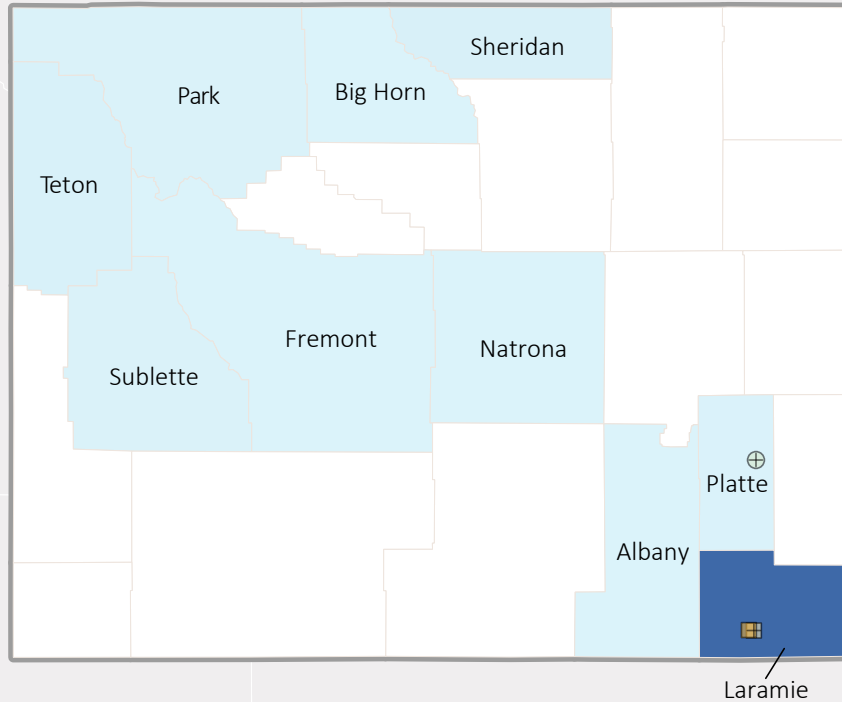 Sheridan
Park
Big Horn
Teton
Fremont
Natrona
Sublette
Platte
Albany
Laramie